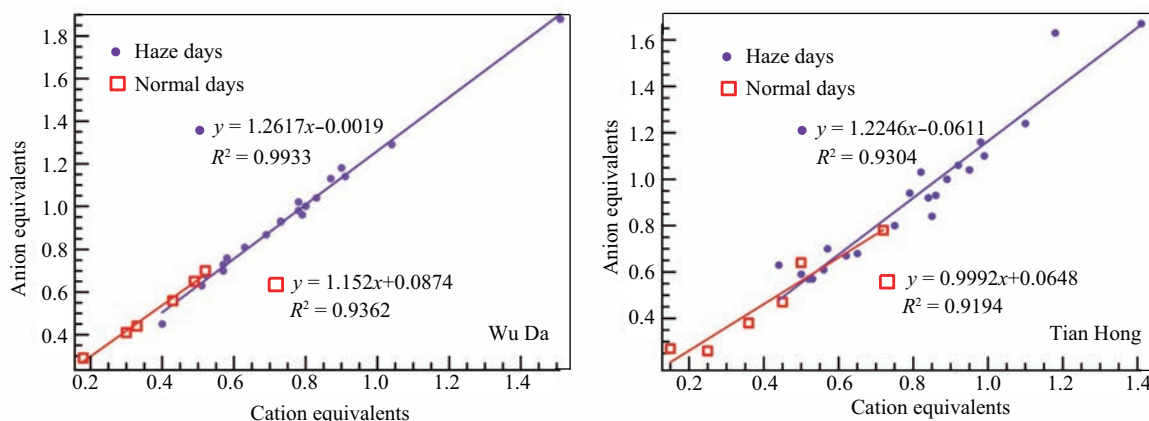 1.8
1.6
1.4
1.2
1.0
0.8
0.6
0.4
Anion equivalents
Haze days
Normal days
y = 1.2617x−0.0019
R² = 0.9933
y = 1.152x+0.0874
R² = 0.9362
Wu Da
0.2 0.4 0.6 0.8 1.0 1.2 1.4
Cation equivalents
1.6
1.4
1.2
1.0
0.8
0.6
0.4
Anion equivalents
Haze days
Normal days
y = 1.2246x−0.0611
R² = 0.9304
y = 0.9992x+0.0648
R² = 0.9194
Tian Hong
0.2 0.4 0.6 0.8 1.0 1.2 1.4
Cation equivalents